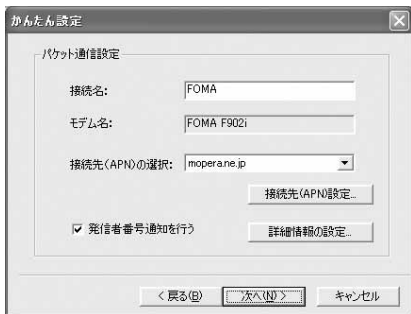 かんたん設定
パケット通信設定
接続名: FOMA
モデム名: FOMA F902i
接続先(APN)の選択: mopera.ne.jp
接続先(APN)設定...
発信者番号通知を行う 詳細情報の設定...
< 戻る(B) 次へ(N) > キャンセル